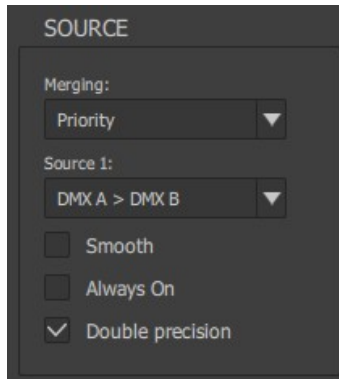 SOURCE
Merging:
Priority
Source 1:
DMX A > DMX B
Smooth
Always On
Double precision